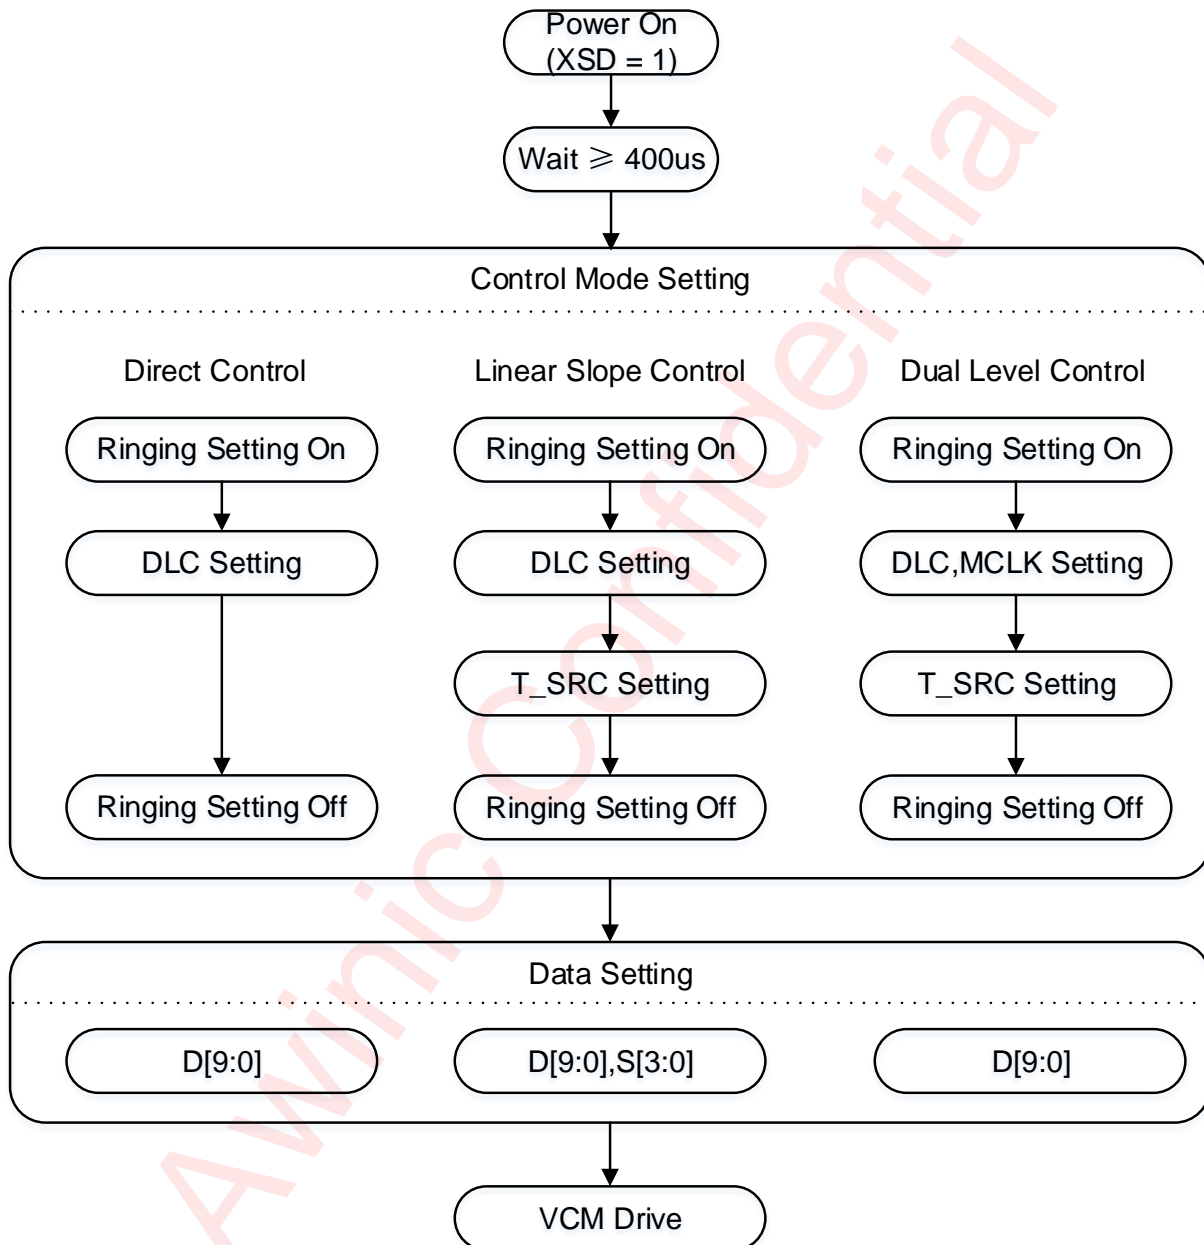 Power On
(XSD = 1)
Wait ≥ 400us
Control Mode Setting
Direct Control
Linear Slope Control
Dual Level Control
Ringing Setting On
Ringing Setting On
Ringing Setting On
DLC Setting
DLC Setting
DLC,MCLK Setting
T_SRC Setting
T_SRC Setting
Ringing Setting Off
Ringing Setting Off
Ringing Setting Off
Data Setting
D[9:0]
D[9:0],S[3:0]
D[9:0]
VCM Drive
Awinic Confidential